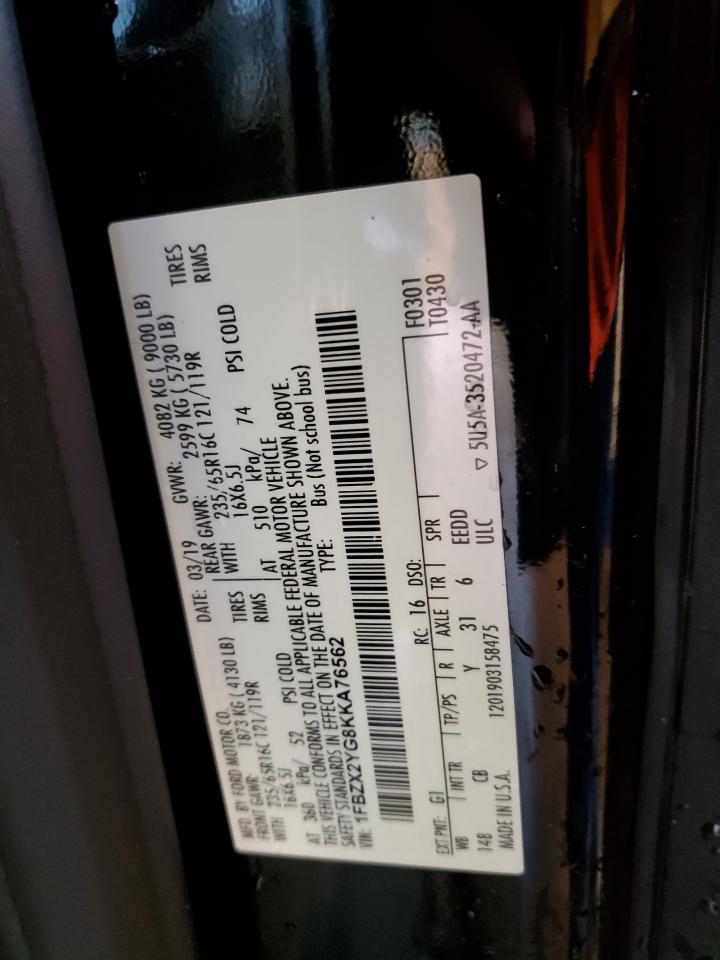 MFD. BY FORD MOTOR CO.
DATE: 03/19 GVWR: 4082 KG ( 9000 LB)
FRONT GAWR: 1873 KG ( 4130 LB) REAR GAWR: 2599 KG ( 5730 LB)
WITH 235/65R16C 121/119R TIRES WITH 235/65R16C 121/119R TIRES
16X6.5J RIMS 16X6.5J RIMS
AT 360 kPa/ 52 PSI COLD AT 510 kPa/ 74 PSI COLD
THIS VEHICLE CONFORMS TO ALL APPLICABLE FEDERAL MOTOR VEHICLE
SAFETY STANDARDS IN EFFECT ON THE DATE OF MANUFACTURE SHOWN ABOVE.
VIN: 1FBZX2YG8KKA76562 TYPE: Bus (Not school bus)
EXT PNT: G1 RC: 16 DSO: F0301
WB INT TR TP/PS R AXLE TR SPR T0430
148 CB Y 31 6 EEDD
MADE IN U.S.A. 1201903158475 ULC ▽ 5U5A-3520472-AA